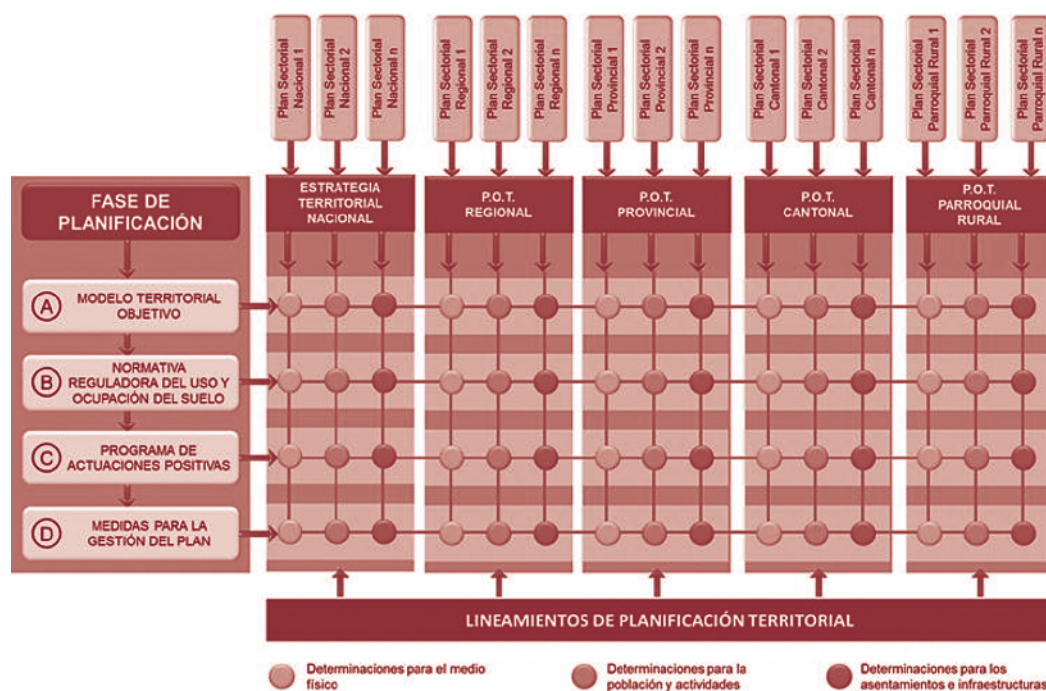 Plan Sectorial
Nacional 1
Plan Sectorial
Nacional 2
Plan Sectorial
Nacional n
Plan Sectorial
Regional 1
Plan Sectorial
Regional 2
Plan Sectorial
Regional n
Plan Sectorial
Provincial 1
Plan Sectorial
Provincial 2
Plan Sectorial
Provincial n
Plan Sectorial
Cantonal 1
Plan Sectorial
Cantonal 2
Plan Sectorial
Cantonal n
Plan Sectorial
Parroquial Rural 1
Plan Sectorial
Parroquial Rural 2
Plan Sectorial
Parroquial Rural n
FASE DE
PLANIFICACIÓN
ESTRATEGIA
TERRITORIAL
NACIONAL
P.O.T.
REGIONAL
P.O.T.
PROVINCIAL
P.O.T.
CANTONAL
P.O.T.
PARROQUIAL
RURAL
A
MODELO TERRITORIAL
OBJETIVO
B
NORMATIVA
REGULADORA DEL USO Y
OCUPACIÓN DEL SUELO
C
PROGRAMA DE
ACTUACIONES POSITIVAS
D
MEDIDAS PARA LA
GESTIÓN DEL PLAN
LINEAMIENTOS DE PLANIFICACIÓN TERRITORIAL
Determinaciones para el medio
físico
Determinaciones para la
población y actividades
Determinaciones para los
asentamientos e infraestructuras